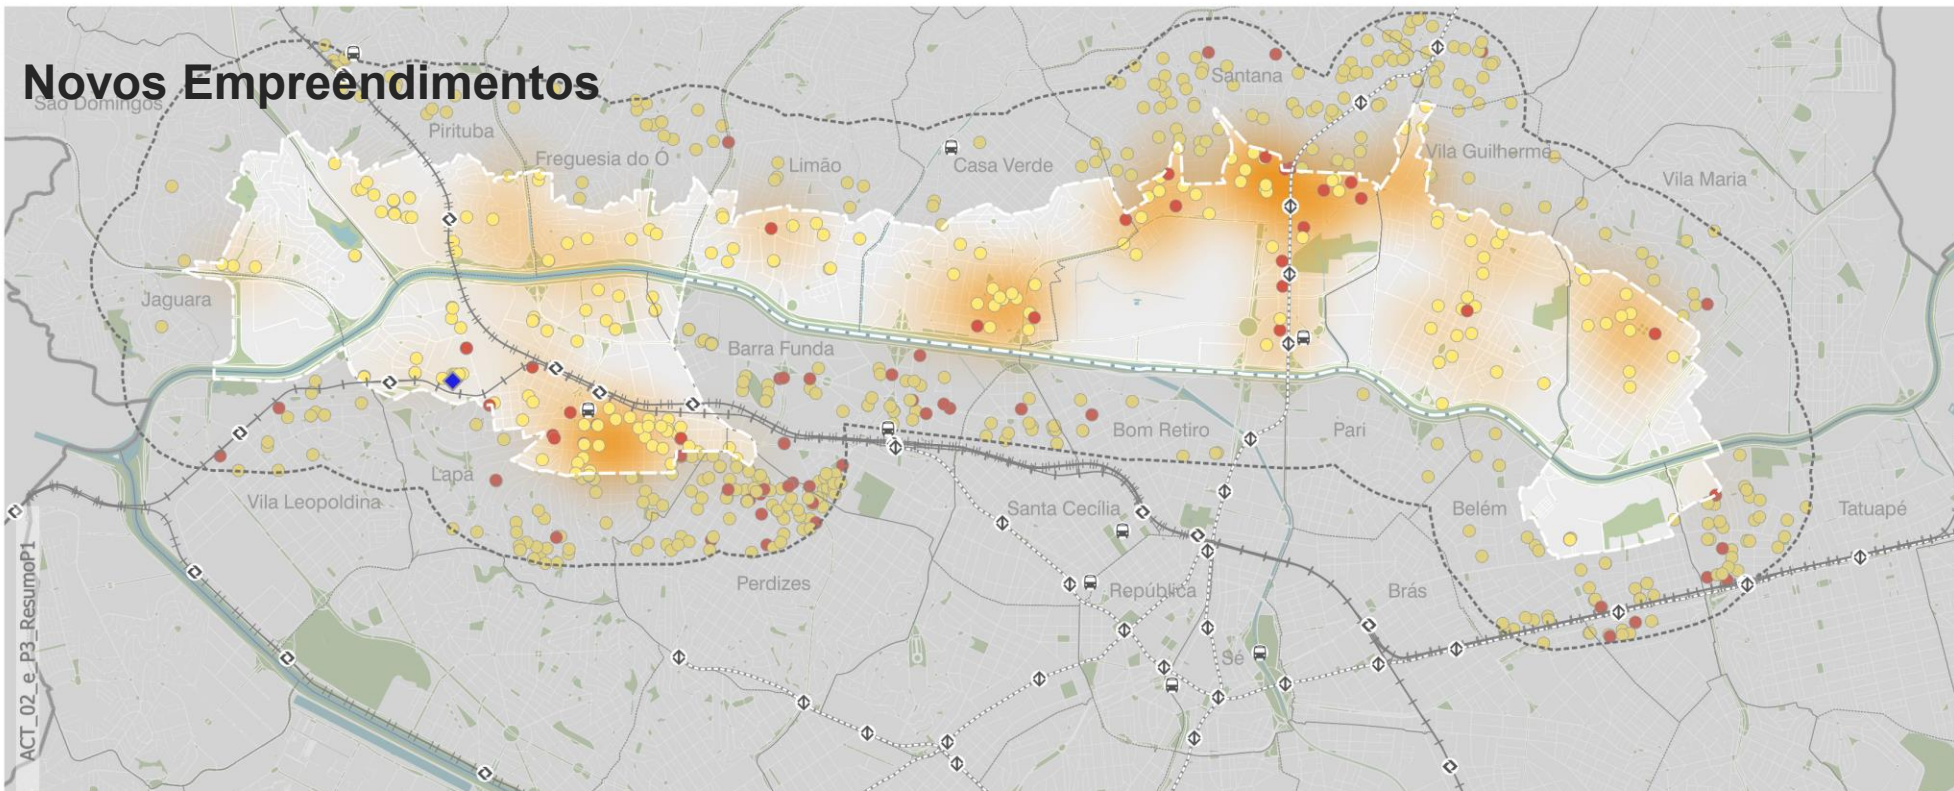 Novos Empreendimentos
São Domingos
Pirituba
Freguesia do Ó
Limão
Casa Verde
Santana
Vila Guilherme
Vila Maria
Jaguara
Barra Funda
Bom Retiro
Pari
Lapa
Vila Leopoldina
Santa Cecília
Belém
Tatuapé
Perdizes
República
Brás
Sé
ACT_02_e_P3_ResumoP1